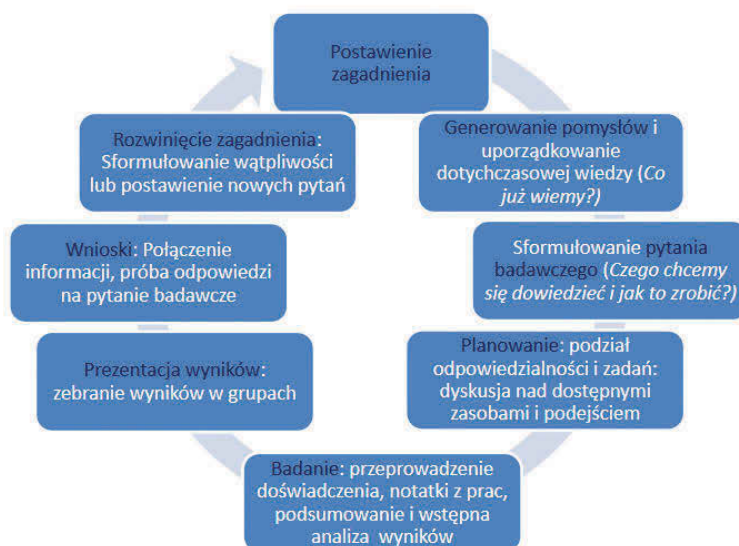 Postawienie
zagadnienia
Generowanie pomysłów i
uporządkowanie
dotychczasowej wiedzy (Co
już wiemy?)
Sformułowanie pytania
badawczego (Czego chcemy
się dowiedzieć i jak to zrobić?)
Planowanie: podział
odpowiedzialności i zadań:
dyskusja nad dostępnymi
zasobami i podejściem
Badanie: przeprowadzenie
doświadczenia, notatki z prac,
podsumowanie i wstępna
analiza wyników
Prezentacja wyników:
zebranie wyników w grupach
Wnioski: Połączenie
informacji, próba odpowiedzi
na pytanie badawcze
Rozwinięcie zagadnienia:
Sformułowanie wątpliwości
lub postawienie nowych pytań